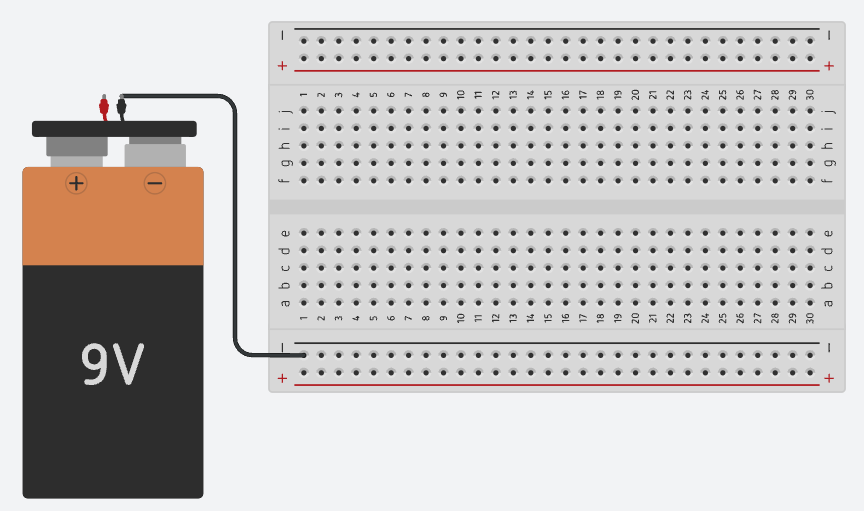 − −
+ +
1 2 3 4 5 6 7 8 9 10 11 12 13 14 15 16 17 18 19 20 21 22 23 24 25 26 27 28 29 30
j j
i i
h h
g g
f f
+ −
e e
d d
c c
b b
a a
1 2 3 4 5 6 7 8 9 10 11 12 13 14 15 16 17 18 19 20 21 22 23 24 25 26 27 28 29 30
− −
9V
+ +